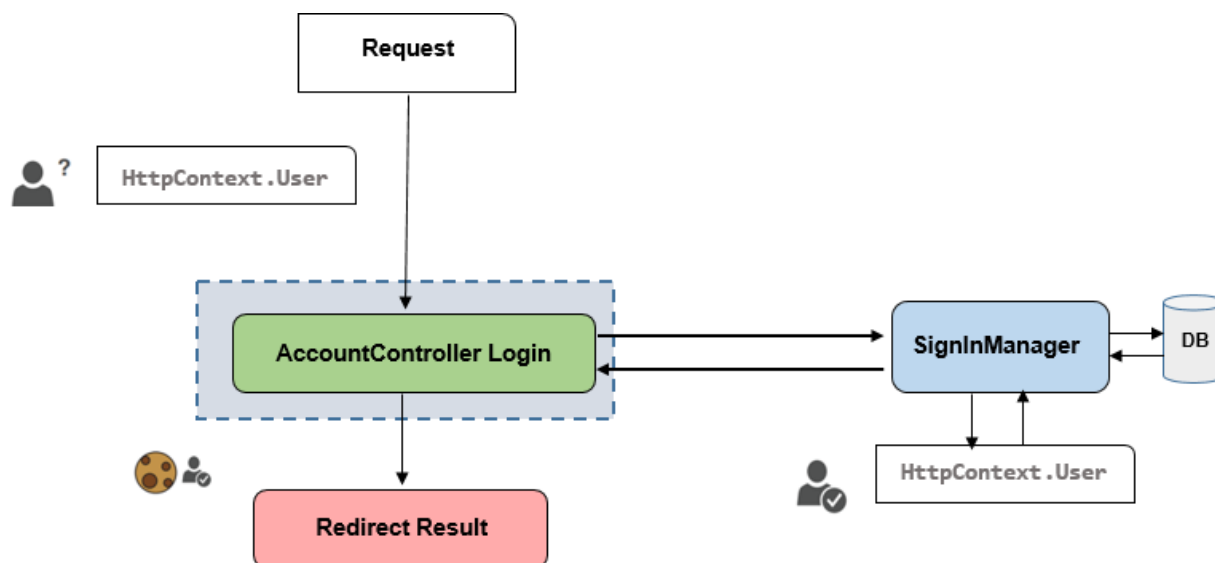 Request
?
HttpContext.User
AccountController Login
SignInManager
DB
HttpContext.User
Redirect Result